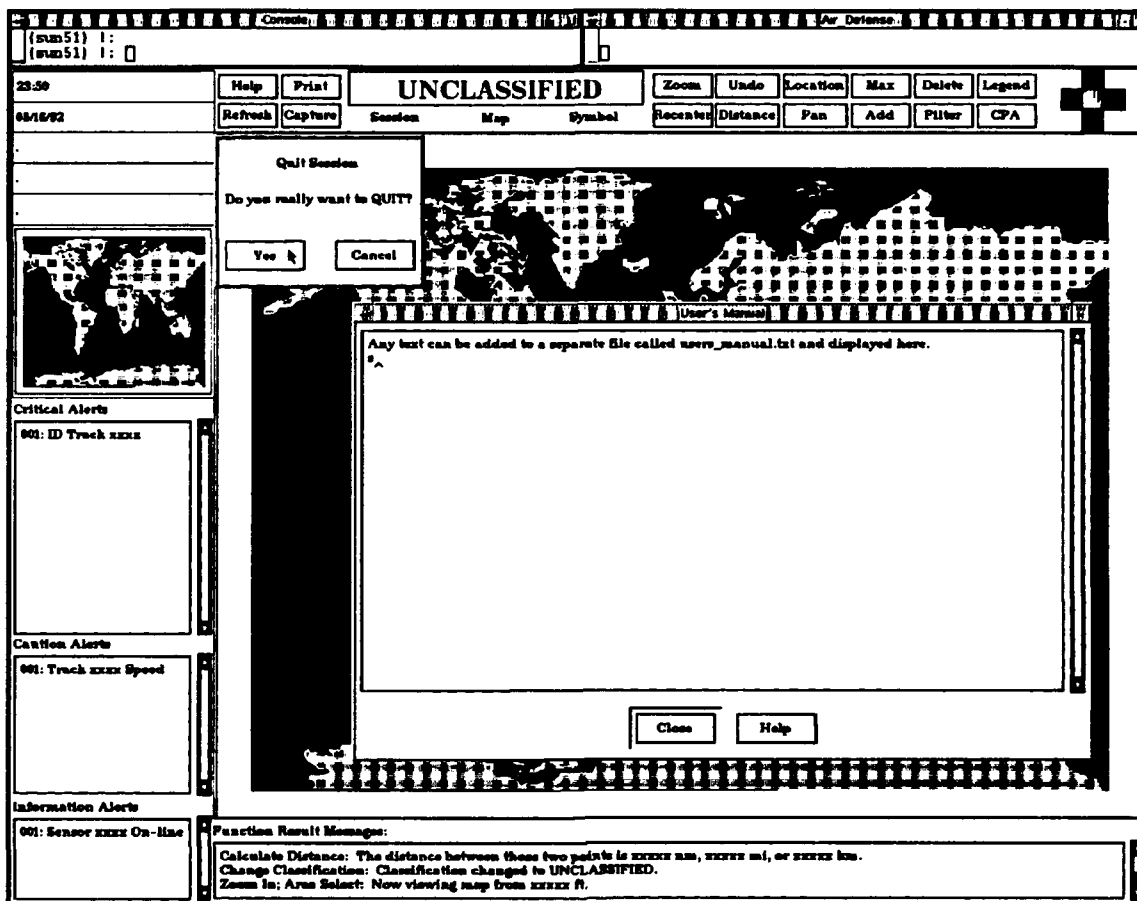 Console
Air_Defense
(sun51) 1:
(sun51) 1:
23:50
Help Print UNCLASSIFIED Zoom Undo Location Max Delete Legend
Refresh Capture Session Map Symbol Recenter Distance Pan Add Filter CPA
Quit Session
Do you really want to QUIT?
Yes Cancel
User's Manual
Any text can be added to a separate file called users_manual.txt and displayed here.
Close Help
Critical Alerts
001: ID Track xxxx
Caution Alerts
001: Track xxxx Speed
Information Alerts
001: Sensor xxxx On-line
Function Result Messages:
Calculate Distance: The distance between these two points is xxxxx nm, xxxxx mi, or xxxxx km.
Change Classification: Classification changed to UNCLASSIFIED.
Zoom In; Area Select: Now viewing map from xxxxx ft.